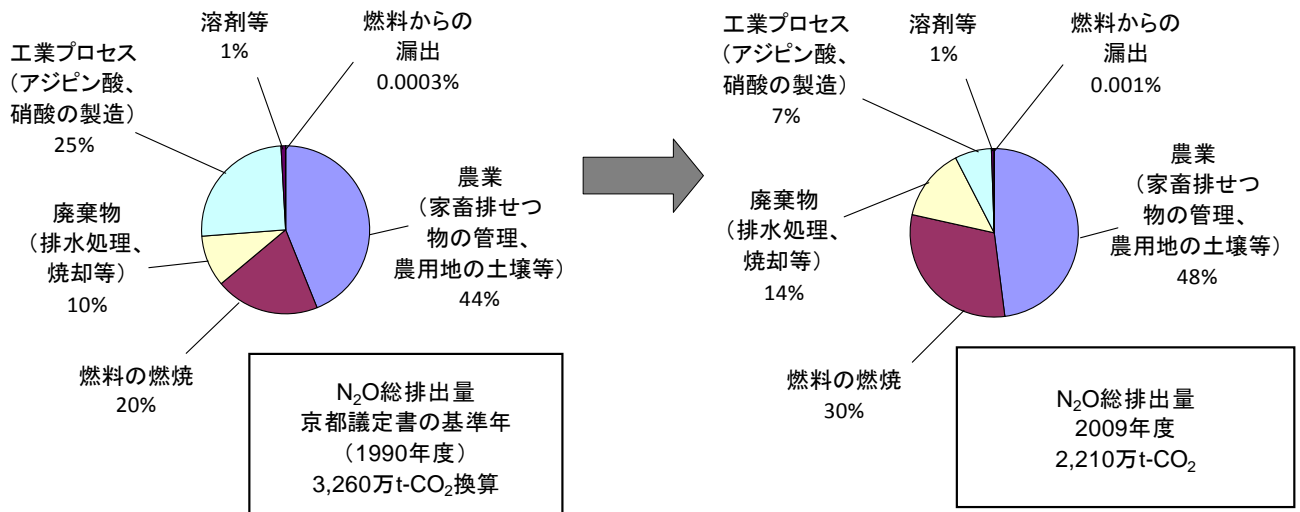 溶剤等
1%
燃料からの
漏出
0.0003%
工業プロセス
（アジピン酸、
硝酸の製造）
25%
農業
（家畜排せつ
物の管理、
農用地の土壌等）
44%
廃棄物
（排水処理、
焼却等）
10%
燃料の燃焼
20%
N₂O総排出量
京都議定書の基準年
（1990年度）
3,260万t-CO₂換算
溶剤等
1%
燃料からの
漏出
0.001%
工業プロセス
（アジピン酸、
硝酸の製造）
7%
農業
（家畜排せつ
物の管理、
農用地の土壌等）
48%
廃棄物
（排水処理、
焼却等）
14%
燃料の燃焼
30%
N₂O総排出量
2009年度
2,210万t-CO₂